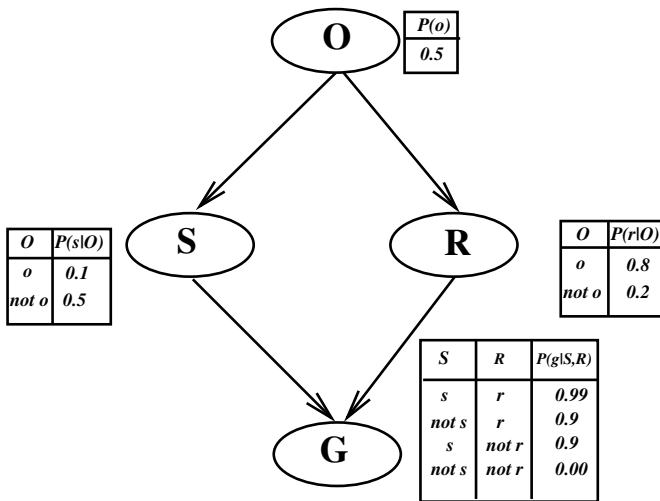 O
P(o)
0.5
S
R
O P(s|O)
o 0.1
not o 0.5
O P(r|O)
o 0.8
not o 0.2
G
S R P(g|S,R)
s r 0.99
not s r 0.9
s not r 0.9
not s not r 0.00